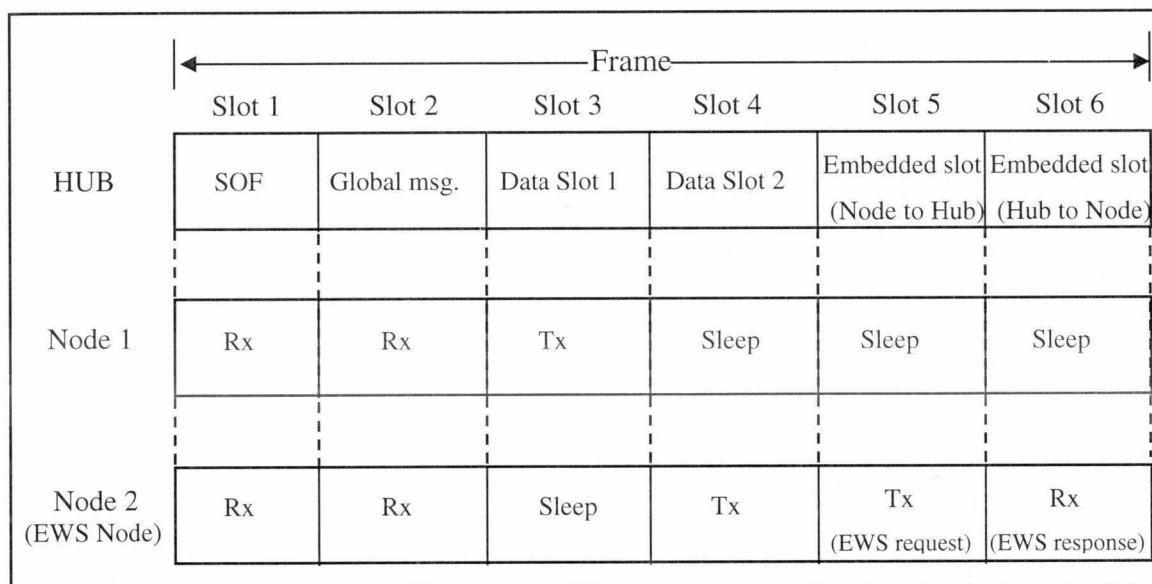 Frame
Slot 1 Slot 2 Slot 3 Slot 4 Slot 5 Slot 6
HUB SOF Global msg. Data Slot 1 Data Slot 2 Embedded slot (Node to Hub) Embedded slot (Hub to Node)
Node 1 Rx Rx Tx Sleep Sleep Sleep
Node 2 (EWS Node) Rx Rx Sleep Tx Tx (EWS request) Rx (EWS response)